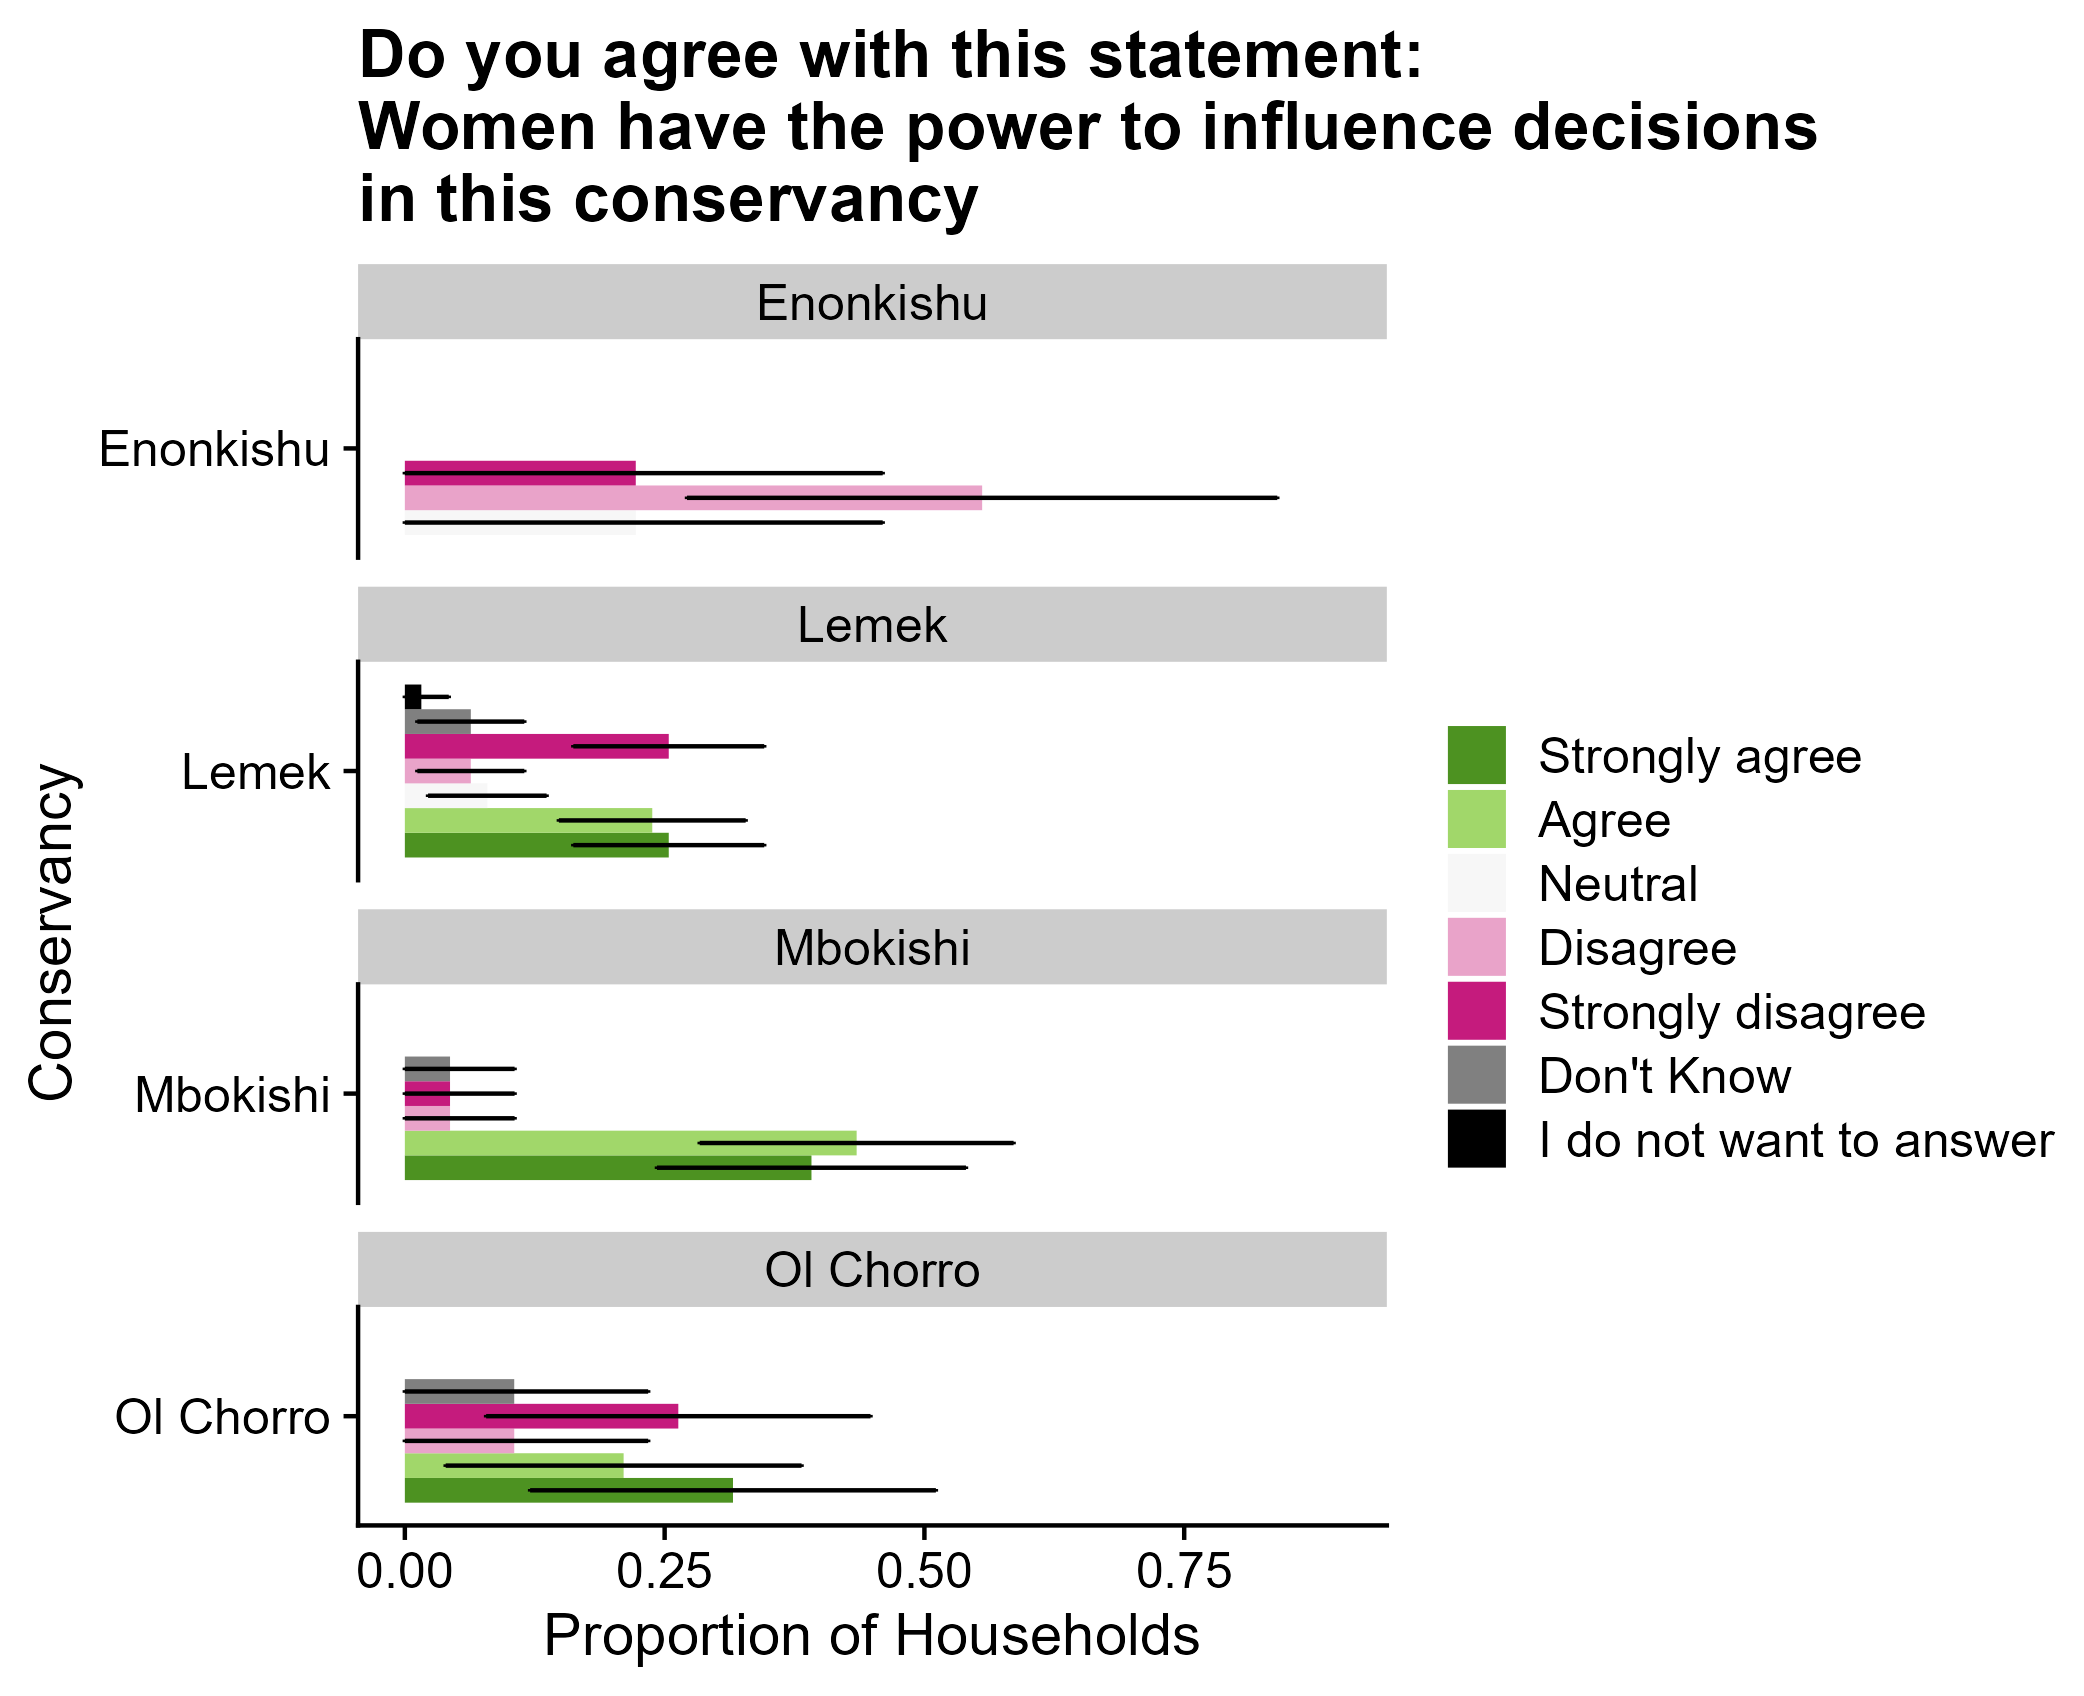 Do you agree with this statement:
Women have the power to influence decisions
in this conservancy
Enonkishu
Enonkishu
Lemek
Lemek
Mbokishi
Mbokishi
Ol Chorro
Ol Chorro
Conservancy
0.00 0.25 0.50 0.75
Proportion of Households
Strongly agree
Agree
Neutral
Disagree
Strongly disagree
Don't Know
I do not want to answer